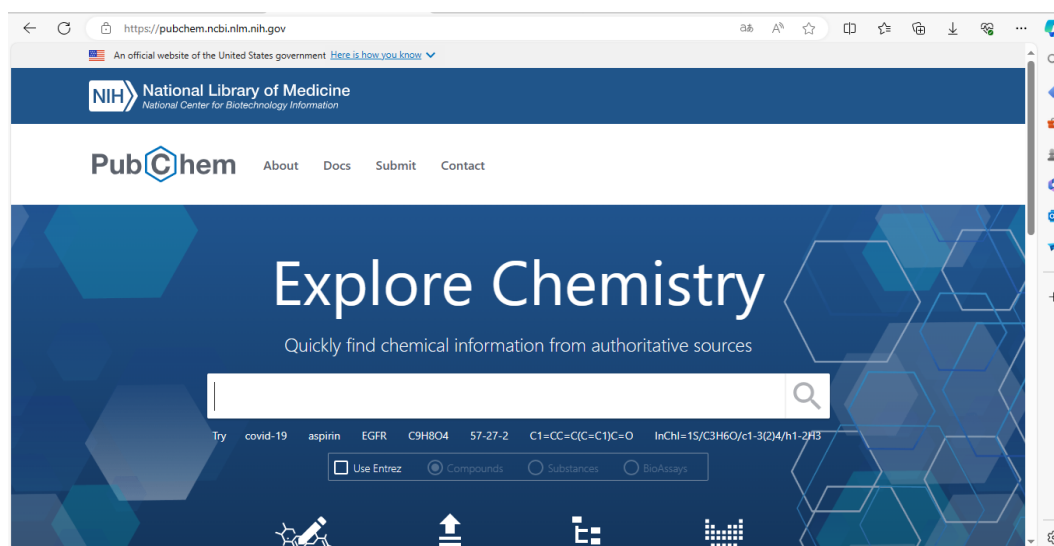 https://pubchem.ncbi.nlm.nih.gov
An official website of the United States government Here is how you know
NIH National Library of Medicine
National Center for Biotechnology Information
PubChem About Docs Submit Contact
Explore Chemistry
Quickly find chemical information from authoritative sources
Try covid-19 aspirin EGFR C9H8O4 57-27-2 C1=CC=C(C=C1)C=O InChI=1S/C3H6O/c1-3(2)4/h1-2H3
Use Entrez Compounds Substances BioAssays